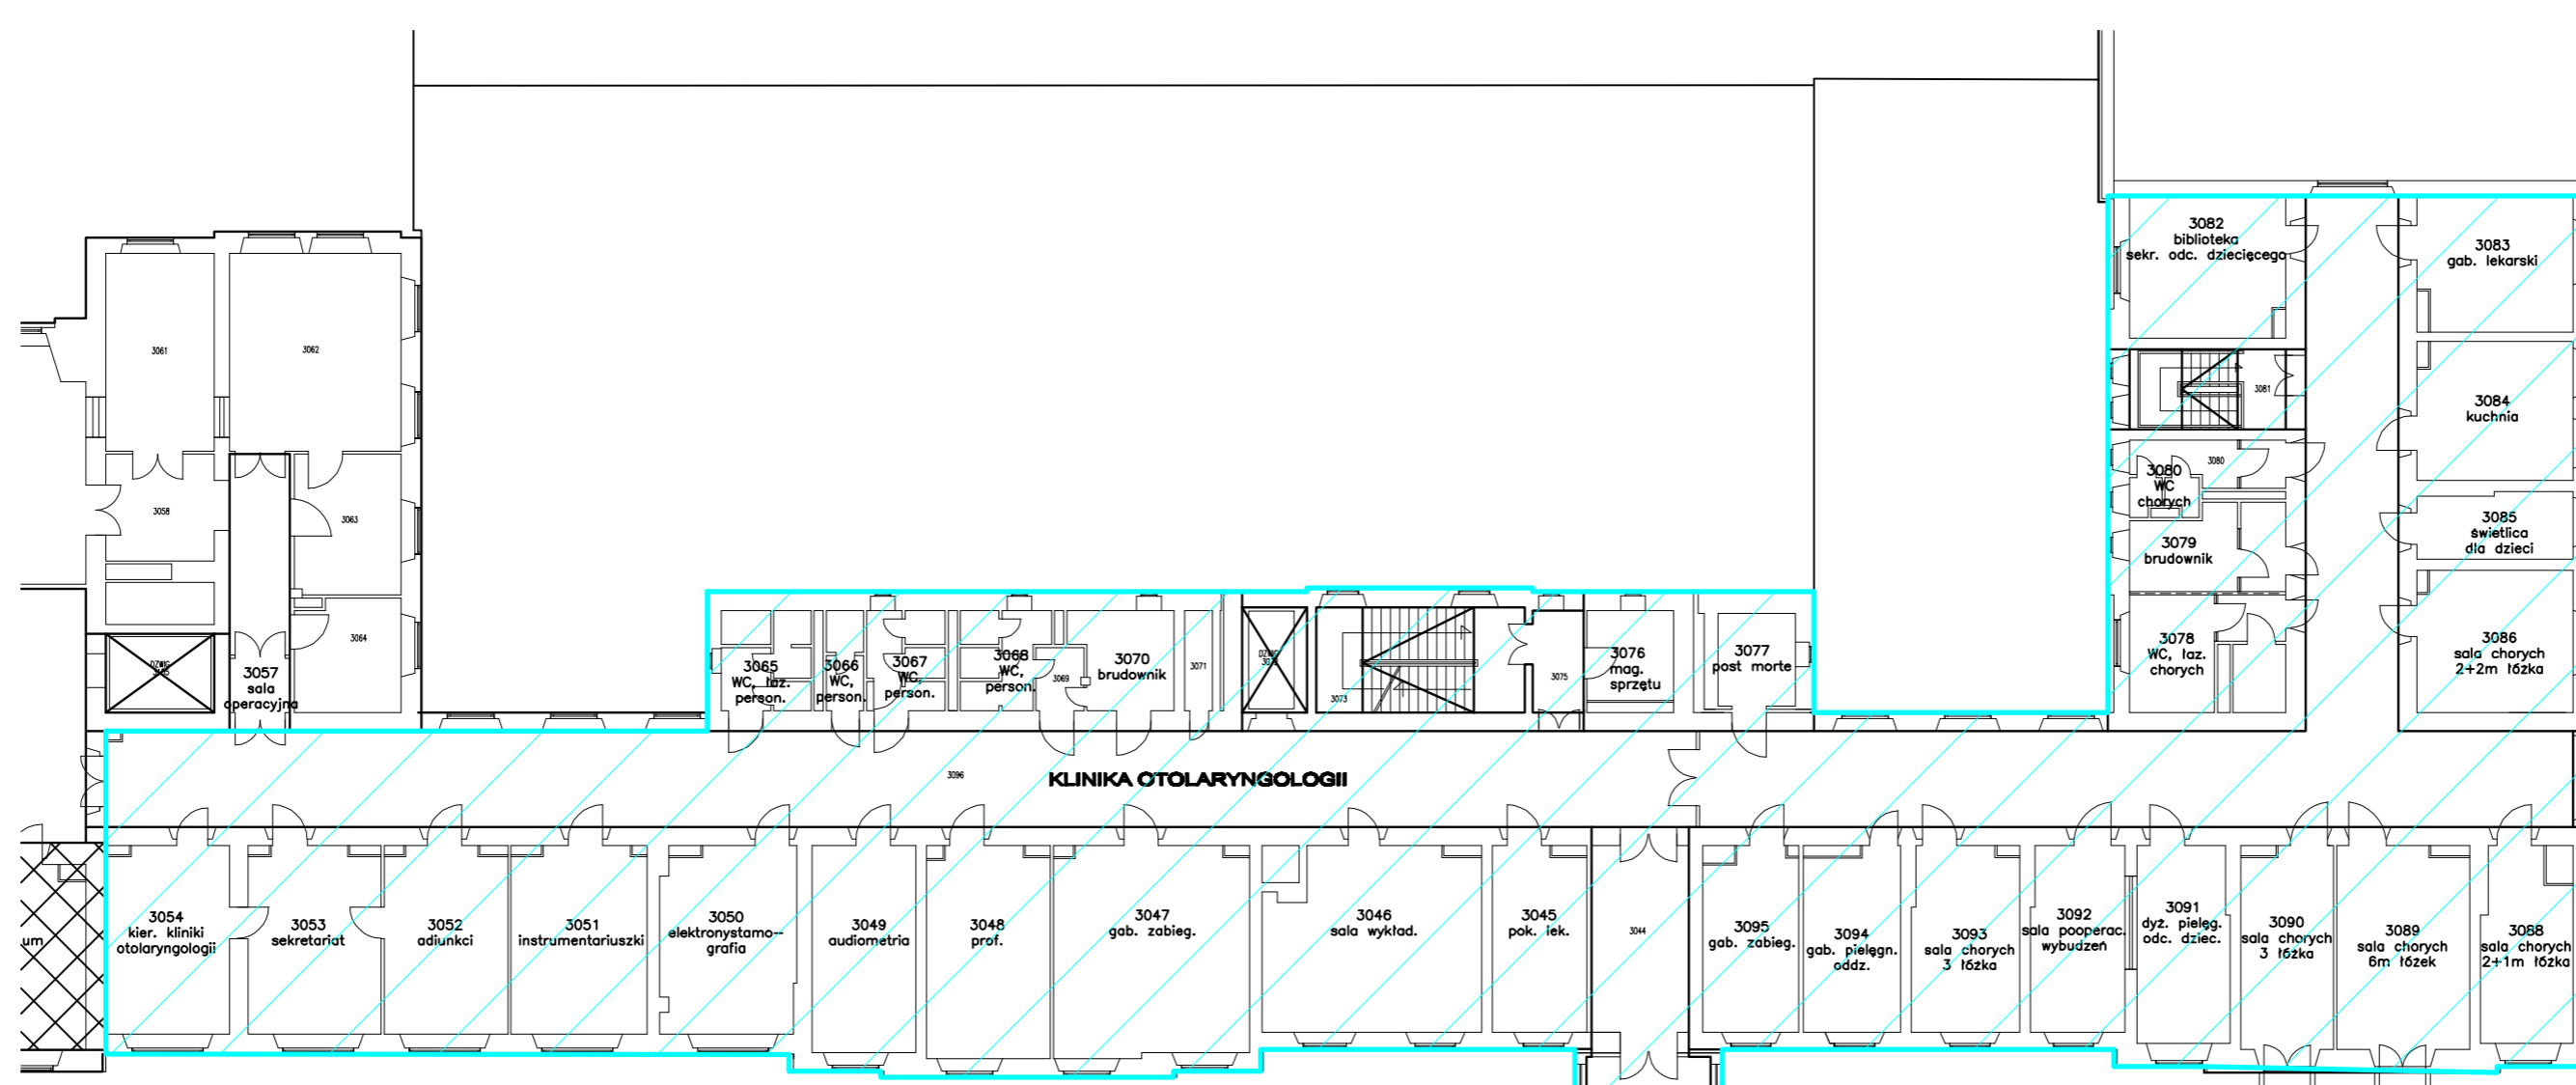 3082
biblioteka
sekr. odc. dziecięcego
3083
gab. lekarski
3061
3062
3081
3084
kuchnia
3080
3080
WC
chorych
3058
3063
3085
świetlica
dla dzieci
3079
brudownik
3064
3057
sala
operacyjna
3065
WC, łaz.
person.
3066
WC,
person.
3067
WC,
person.
3068
WC,
person.
3069
3070
brudownik
3071
DZWIG
3073
3075
3076
mag.
sprzętu
3077
post morte
3078
WC, łaz.
chorych
3086
sala chorych
2+2m łóżka
3096
KLINIKA OTOLARYNGOLOGII
um
3054
kier. kliniki
otolaryngologii
3053
sekretariat
3052
adiunkci
3051
instrumentariuszki
3050
elektronystamo--
grafia
3049
audiometria
3048
prof.
3047
gab. zabieg.
3046
sala wykład.
3045
pok. lek.
3044
3095
gab. zabieg.
3094
gab. pielęgn.
oddz.
3093
sala chorych
3 łóżka
3092
sala pooperac.
wybudzeń
3091
dyż. pielęg.
odc. dziec.
3090
sala chorych
3 łóżka
3089
sala chorych
6m łóżek
3088
sala chorych
2+1m łóżka